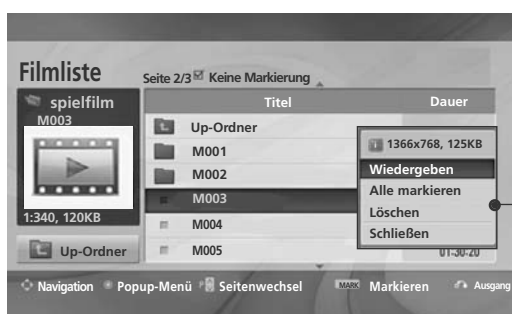 Filmliste
Seite 2/3 Keine Markierung
spielfilm
M003
1:340, 120KB
Up-Ordner
Titel Dauer
Up-Ordner
M001
M002
M003
M004
M005
1366x768, 125KB
Wiedergeben
Alle markieren
Löschen
Schließen
01-30-20
Navigation Popup-Menü Seitenwechsel MARK Markieren Ausgang